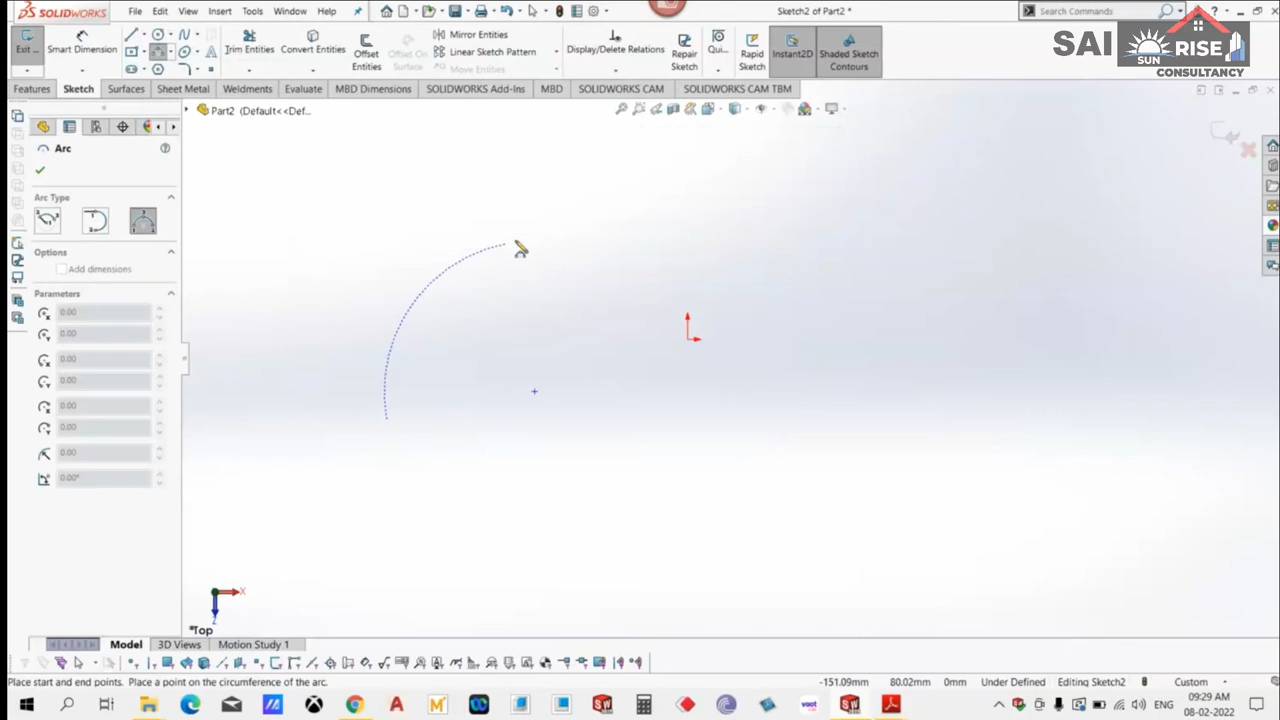 SOLIDWORKS File Edit View Insert Tools Window Help Sketch2 of Part2 * Search Commands
SAI SUN RISE CONSULTANCY
Exit ... Smart Dimension Trim Entities Convert Entities Offset Entities Offset On Surface Mirror Entities Linear Sketch Pattern Move Entities Display/Delete Relations Repair Sketch Qui... Rapid Sketch Instant2D Shaded Sketch Contours
Features Sketch Surfaces Sheet Metal Weldments Evaluate MBD Dimensions SOLIDWORKS Add-Ins MBD SOLIDWORKS CAM SOLIDWORKS CAM TBM
Part2 (Default<<Def...
Arc
Arc Type
Options
Add dimensions
Parameters
0.00
0.00
0.00
0.00
0.00
0.00
0.00
0.00°
X
Z
*Top
Model 3D Views Motion Study 1
Place start and end points. Place a point on the circumference of the arc. -151.09mm 80.02mm 0mm Under Defined Editing Sketch2 Custom
ENG 09:29 AM
08-02-2022